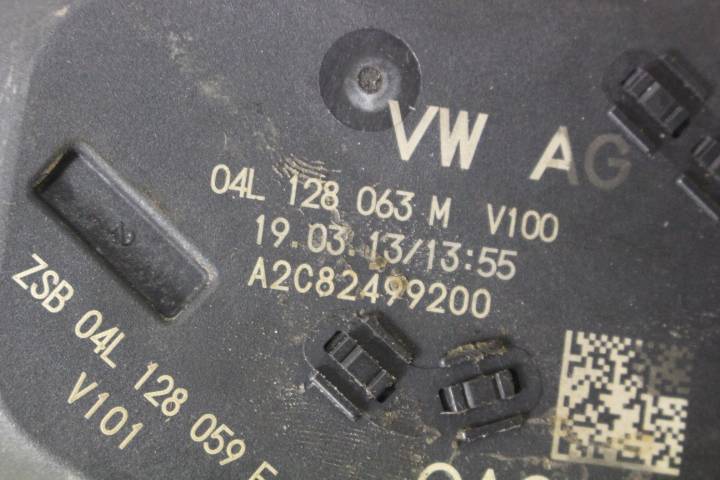 VW AG
04L 128 063 M V100
19.03.13/13:55
A2C82499200
ZSB 04L 128 059
V101